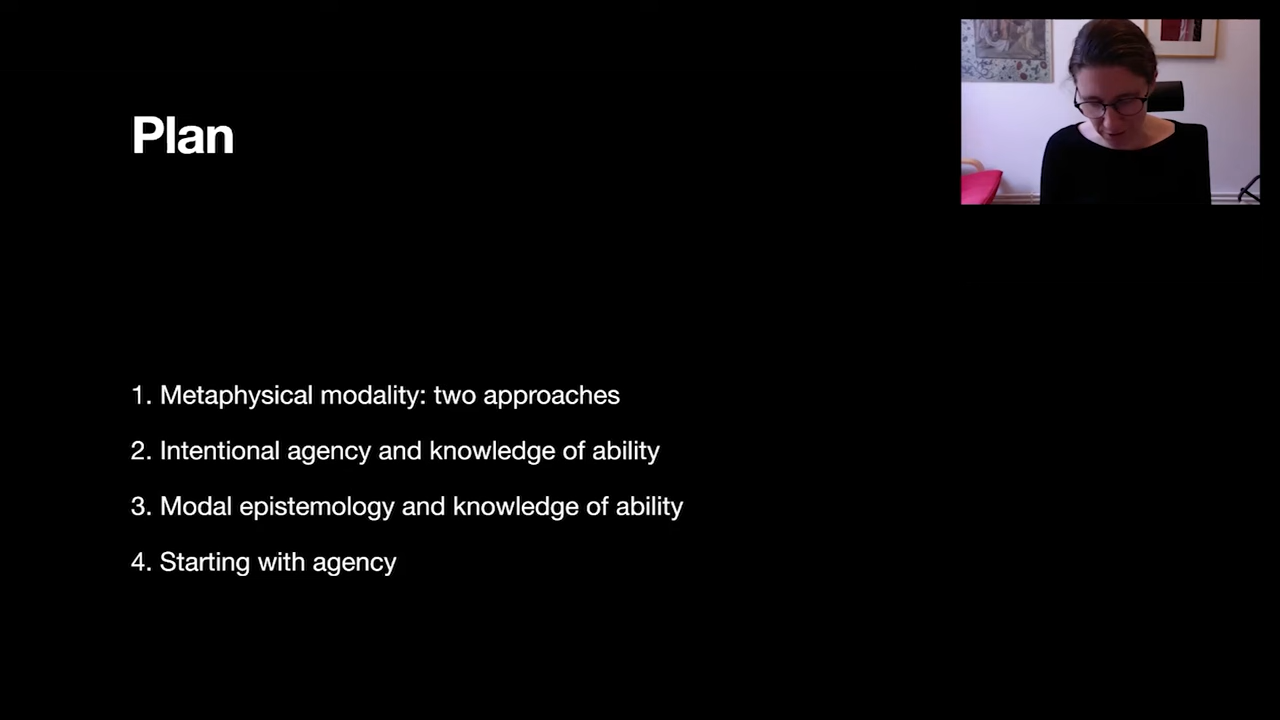 Plan
1. Metaphysical modality: two approaches
2. Intentional agency and knowledge of ability
3. Modal epistemology and knowledge of ability
4. Starting with agency